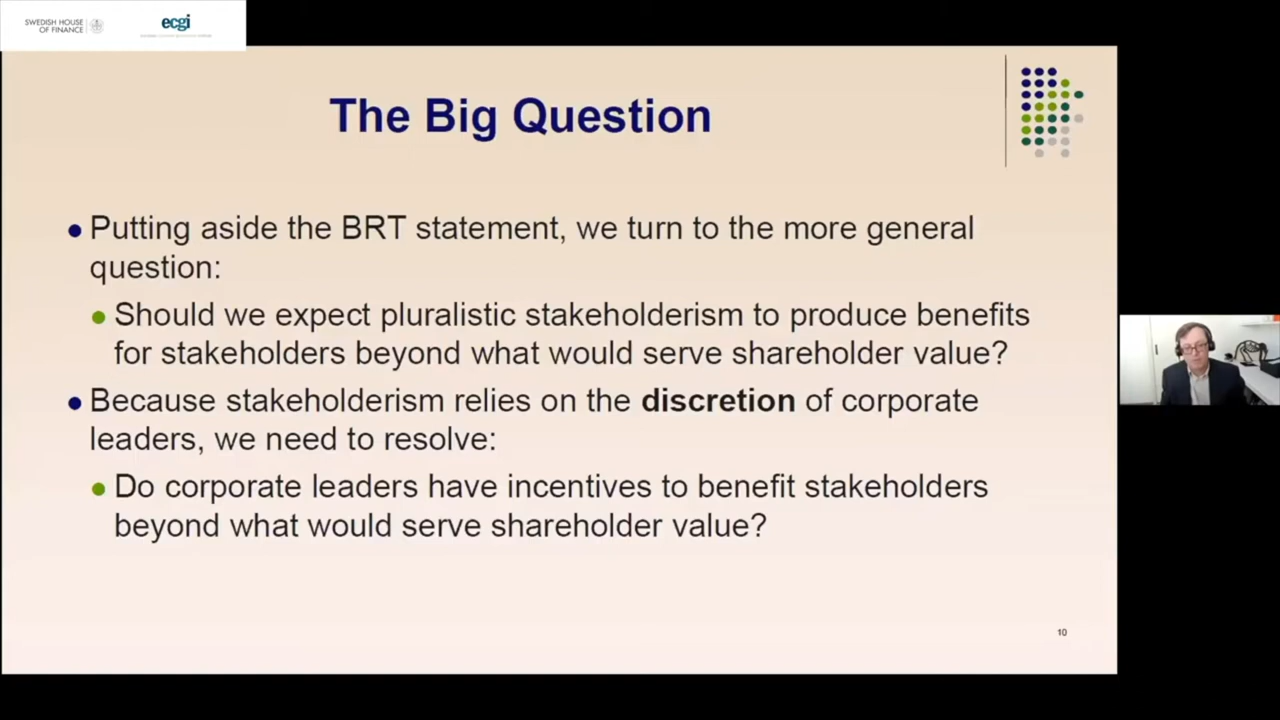 SWEDISH HOUSE
OF FINANCE
ecgi
The Big Question
Putting aside the BRT statement, we turn to the more general
question:
Should we expect pluralistic stakeholderism to produce benefits
for stakeholders beyond what would serve shareholder value?
Because stakeholderism relies on the discretion of corporate
leaders, we need to resolve:
Do corporate leaders have incentives to benefit stakeholders
beyond what would serve shareholder value?
10